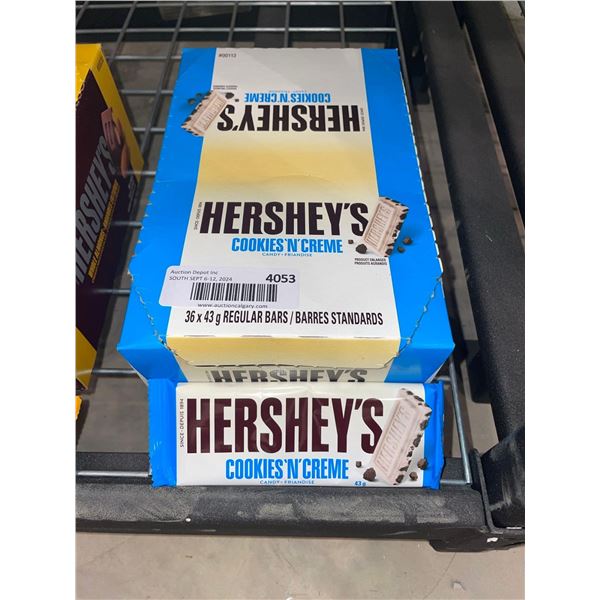 #00113
HERSHEY'S
COOKIES'N'CREME
HERSHEY'S
HERSHEY'S
COOKIES'N'CREME
CANDY • FRIANDISE
PRODUCT ENLARGED
PRODUITS AGRANDIS
Auction Depot Inc
SOUTH SEPT 6-12, 2024
4053
www.auctioncalgary.com
36 x 43 g REGULAR BARS / BARRES STANDARDS
HERSHEY'S
SINCE • DEPUIS 1894
HERSHEY'S
COOKIES'N'CREME
CANDY • FRIANDISE
43 g